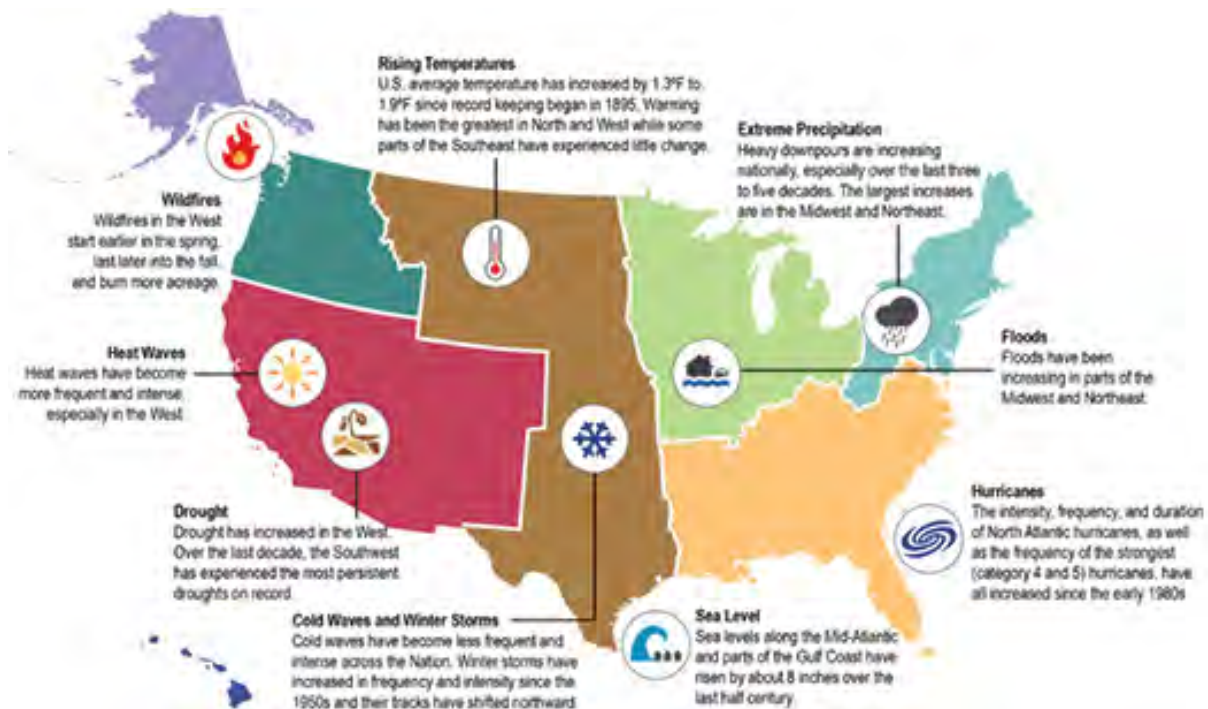 Rising Temperatures
U.S. average temperature has increased by 1.3ºF to
1.9ºF since record keeping began in 1895. Warming
has been the greatest in North and West while some
parts of the Southeast have experienced little change.
Extreme Precipitation
Heavy downpours are increasing
nationally, especially over the last three
to five decades. The largest increases
are in the Midwest and Northeast.
Wildfires
Wildfires in the West
start earlier in the spring,
last later into the fall,
and burn more acreage.
Heat Waves
Heat waves have become
more frequent and intense,
especially in the West.
Floods
Floods have been
increasing in parts of the
Midwest and Northeast.
Drought
Drought has increased in the West.
Over the last decade, the Southwest
has experienced the most persistent
droughts on record.
Hurricanes
The intensity, frequency, and duration
of North Atlantic hurricanes, as well
as the frequency of the strongest
(category 4 and 5) hurricanes, have
all increased since the early 1980s
Cold Waves and Winter Storms
Cold waves have become less frequent and
intense across the Nation. Winter storms have
increased in frequency and intensity since the
1950s and their tracks have shifted northward
Sea Level
Sea levels along the Mid-Atlantic
and parts of the Gulf Coast have
risen by about 8 inches over the
last half century.